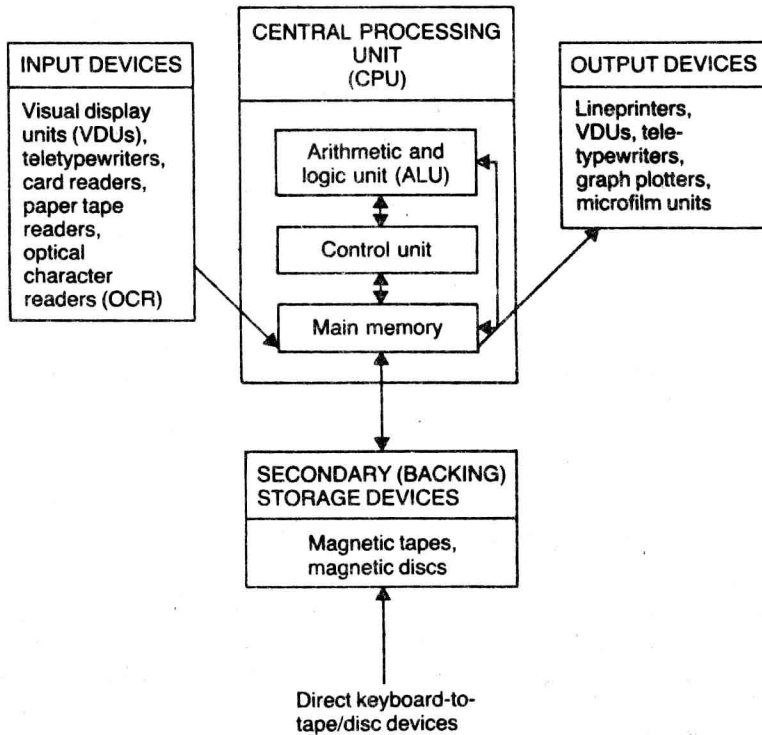 INPUT DEVICES
Visual display
units (VDUs),
teletypewriters,
card readers,
paper tape
readers,
optical
character
readers (OCR)
CENTRAL PROCESSING
UNIT
(CPU)
Arithmetic and
logic unit (ALU)
Control unit
Main memory
OUTPUT DEVICES
Lineprinters,
VDUs, tele-
typewriters,
graph plotters,
microfilm units
SECONDARY (BACKING)
STORAGE DEVICES
Magnetic tapes,
magnetic discs
Direct keyboard-to-
tape/disc devices